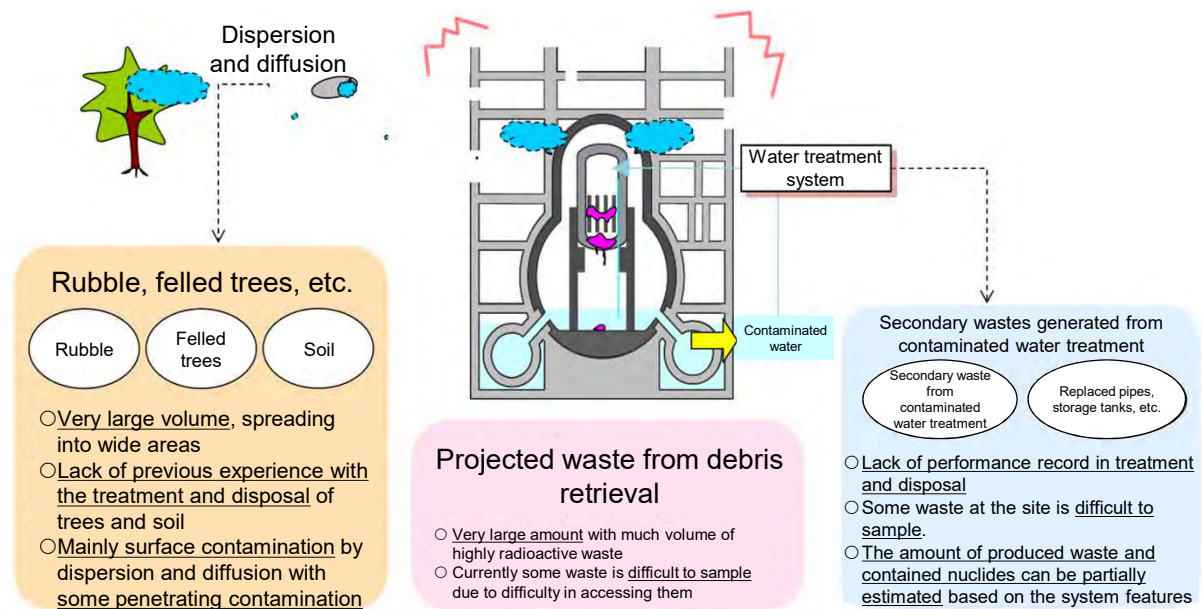 Dispersion
and diffusion
Water treatment
system
Contaminated
water
Rubble, felled trees, etc.
Rubble
Felled
trees
Soil
○Very large volume, spreading
into wide areas
○Lack of previous experience with
the treatment and disposal of
trees and soil
○Mainly surface contamination by
dispersion and diffusion with
some penetrating contamination
Projected waste from debris
retrieval
○ Very large amount with much volume of
highly radioactive waste
○ Currently some waste is difficult to sample
due to difficulty in accessing them
Secondary wastes generated from
contaminated water treatment
Secondary waste
from
contaminated
water treatment
Replaced pipes,
storage tanks, etc.
○Lack of performance record in treatment
and disposal
○Some waste at the site is difficult to
sample.
○The amount of produced waste and
contained nuclides can be partially
estimated based on the system features